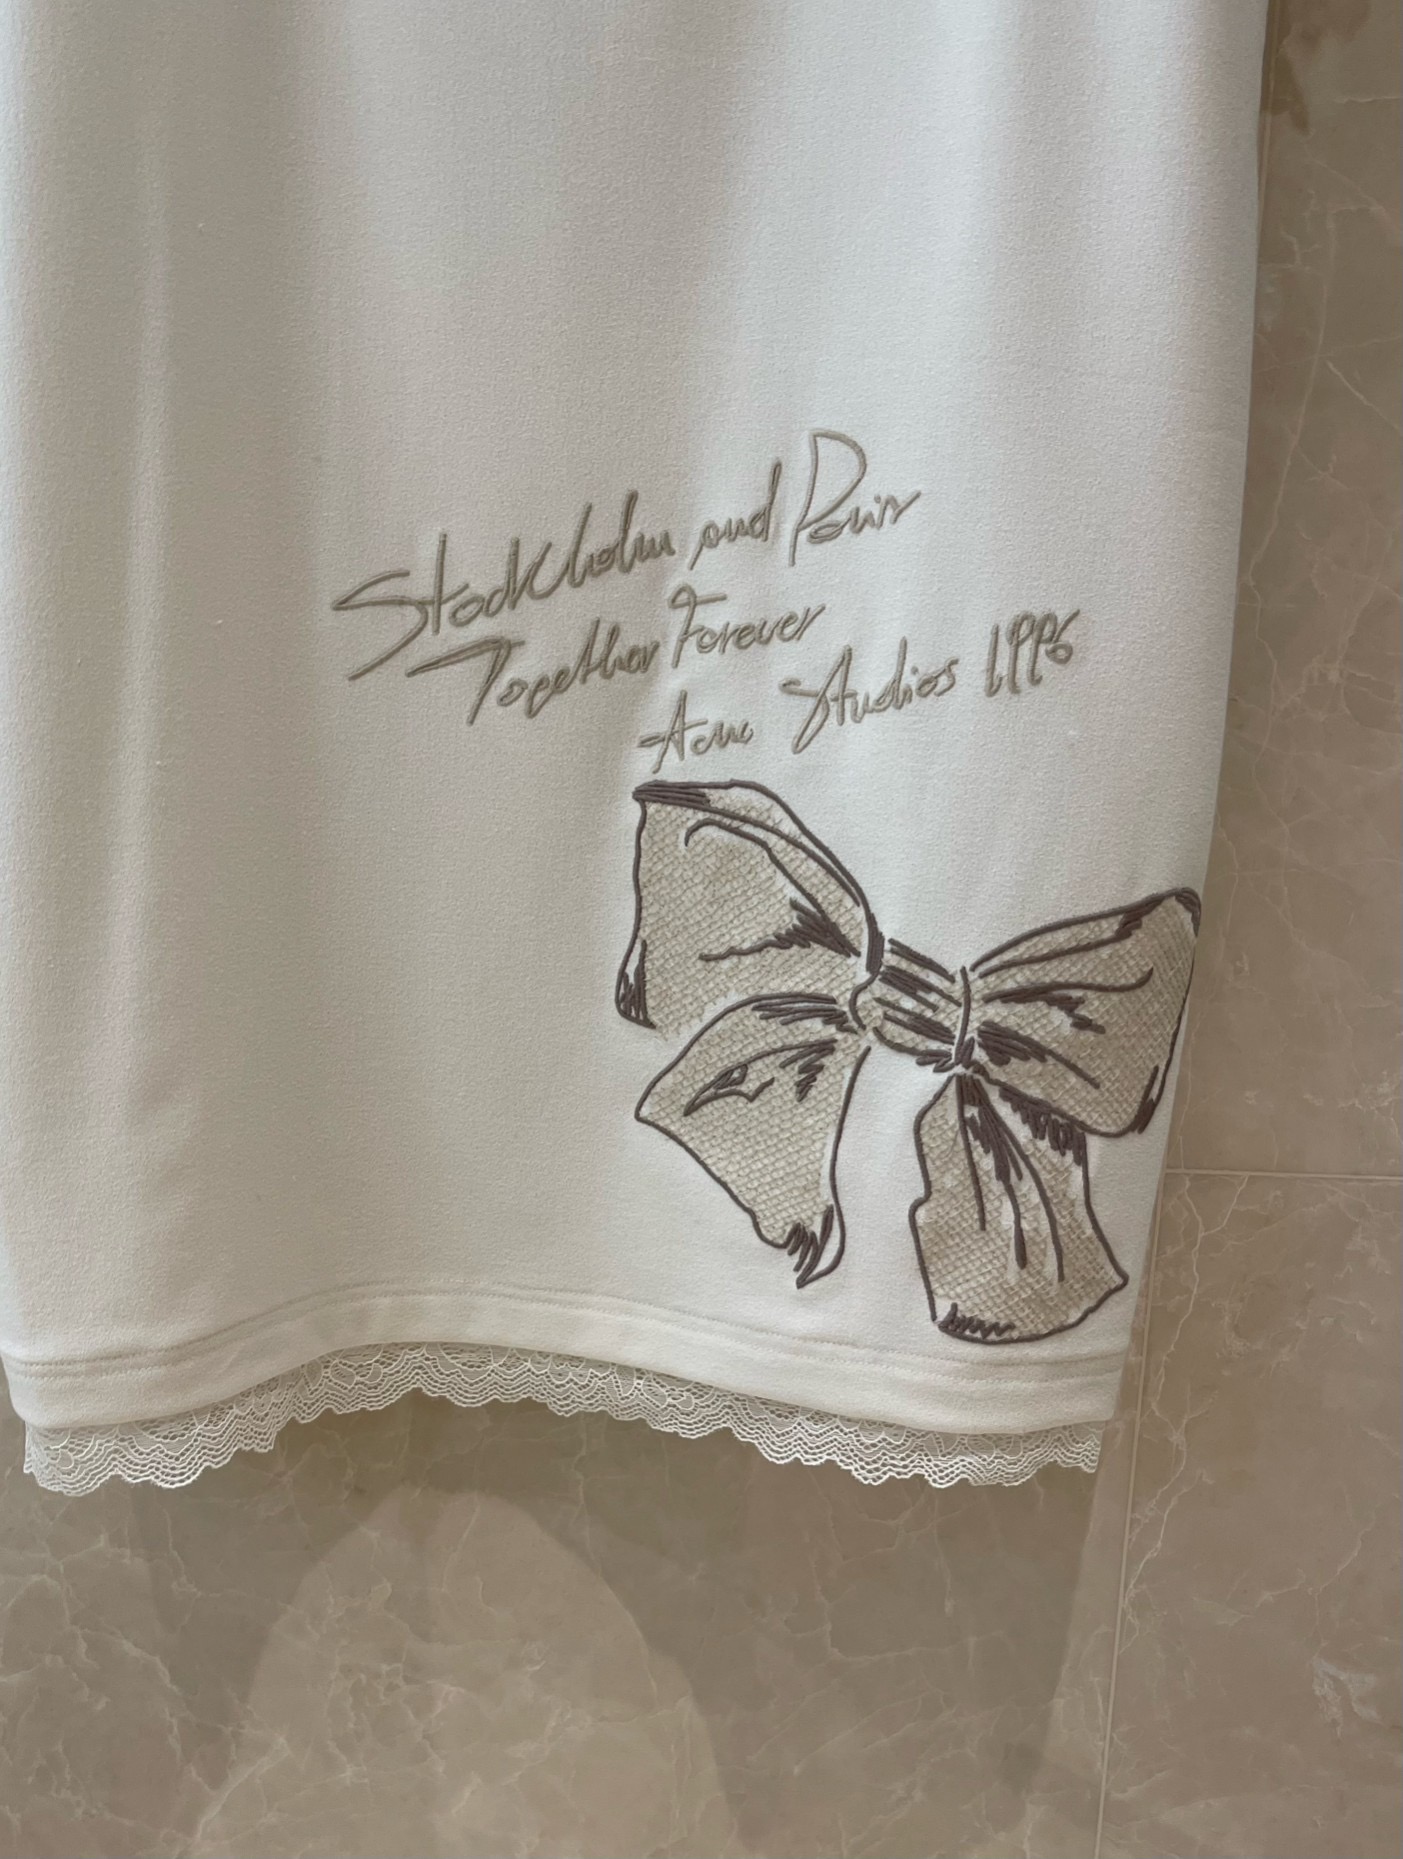 Stockholm and Paris
Together Forever
Acne Studios 1996